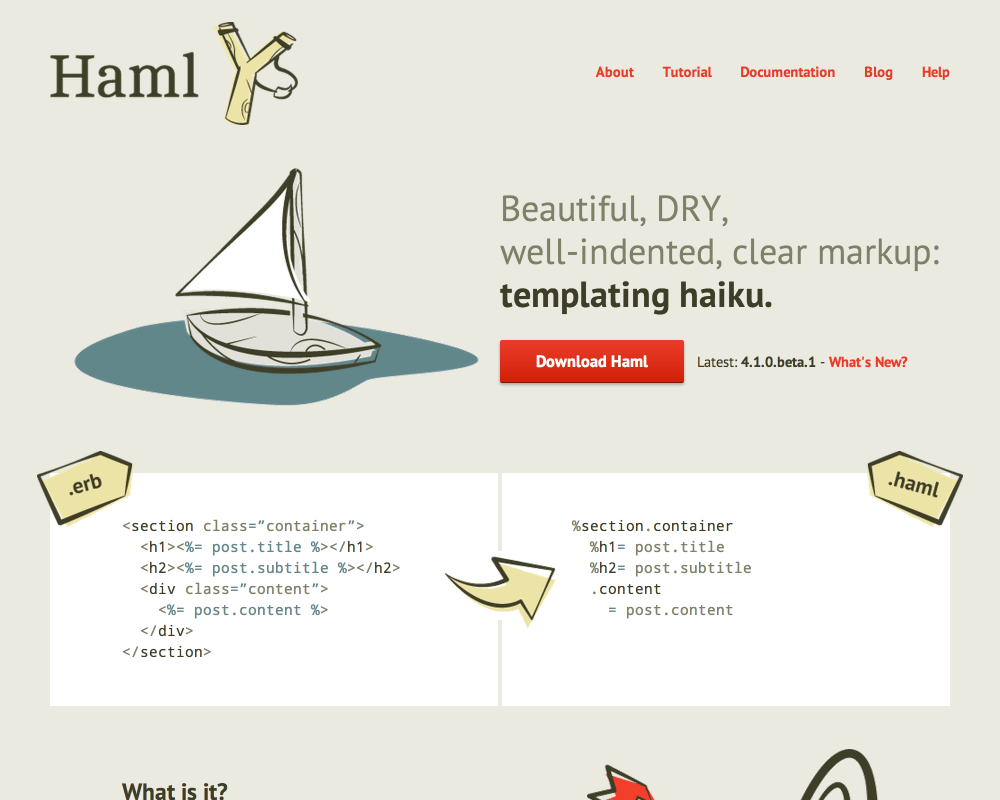 Haml
About Tutorial Documentation Blog Help
Beautiful, DRY,
well-indented, clear markup:
templating haiku.
Download Haml Latest: 4.1.0.beta.1 - What's New?
.erb
<section class=”container”>
  <h1><%= post.title %></h1>
  <h2><%= post.subtitle %></h2>
  <div class=”content”>
    <%= post.content %>
  </div>
</section>
.haml
%section.container
  %h1= post.title
  %h2= post.subtitle
  .content
    = post.content
What is it?